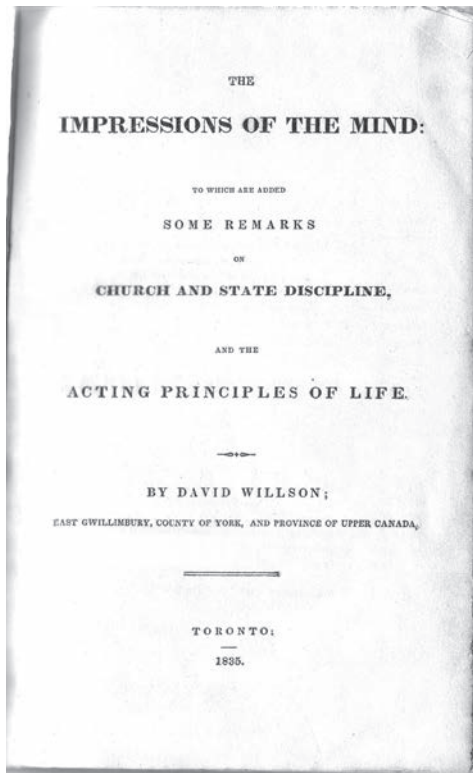 THE
IMPRESSIONS OF THE MIND:
TO WHICH ARE ADDED
SOME REMARKS
ON
CHURCH AND STATE DISCIPLINE,
AND THE
ACTING PRINCIPLES OF LIFE.
BY DAVID WILLSON;
EAST GWILLIMBURY, COUNTY OF YORK, AND PROVINCE OF UPPER CANADA,
TORONTO;
1835.